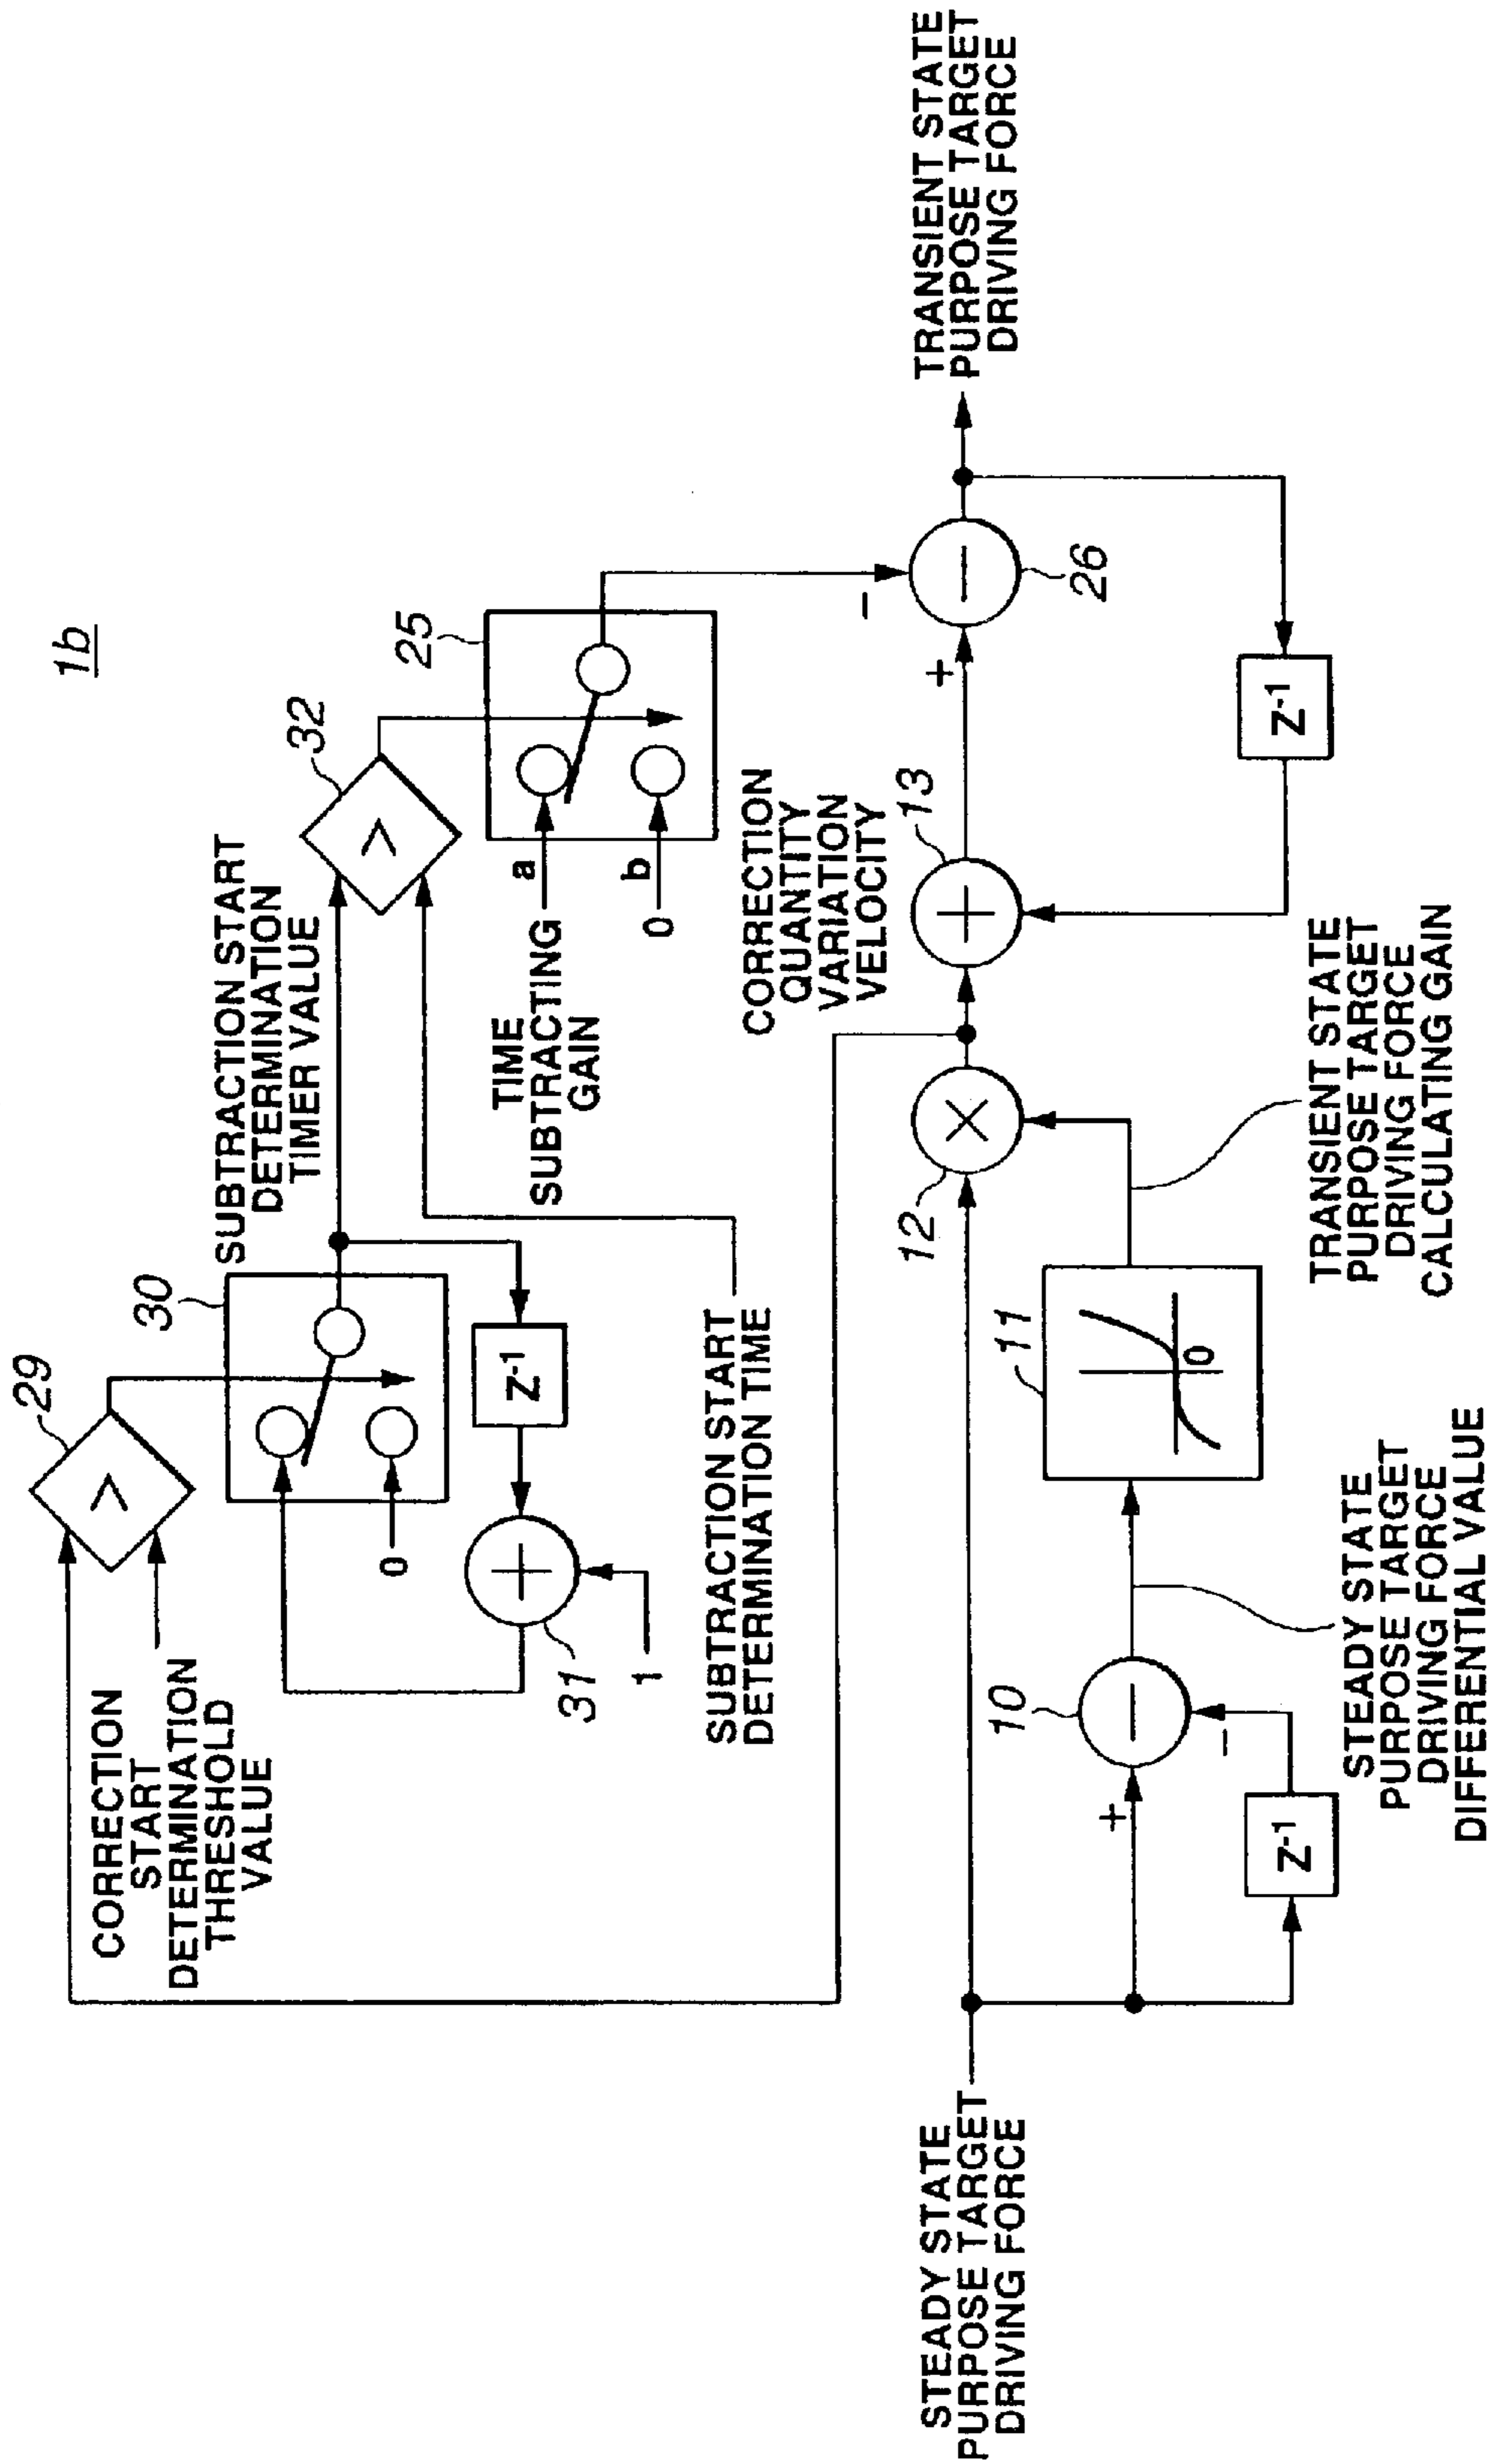 1b
29
CORRECTION
START
DETERMINATION
THRESHOLD
VALUE
30
0
31
1
Z-1
SUBTRACTION START
DETERMINATION
TIMER VALUE
32
>
>
SUBTRACTION START
DETERMINATION TIME
TIME
SUBTRACTING
GAIN
a
b
0
25
CORRECTION
QUANTITY
VARIATION
VELOCITY
STEADY STATE
PURPOSE TARGET
DRIVING FORCE
12
×
13
+
+
−
−
26
Z-1
TRANSIENT STATE
PURPOSE TARGET
DRIVING FORCE
10
+
−
−
Z-1
+
11
0
STEADY STATE
PURPOSE TARGET
DRIVING FORCE
DIFFERENTIAL VALUE
TRANSIENT STATE
PURPOSE TARGET
DRIVING FORCE
CALCULATING GAIN